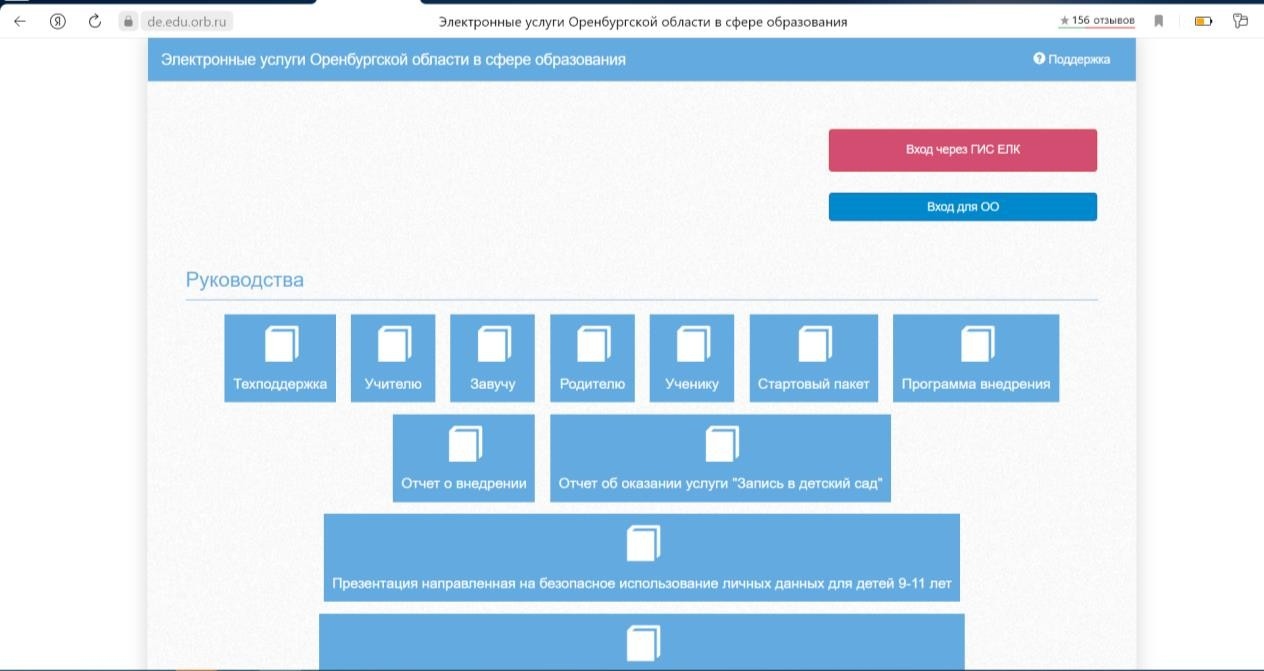 de.edu.orb.ru
Электронные услуги Оренбургской области в сфере образования
★ 156 отзывов
Электронные услуги Оренбургской области в сфере образования
Поддержка
Вход через ГИС ЕЛК
Вход для ОО
Руководства
Техподдержка
Учителю
Завучу
Родителю
Ученику
Стартовый пакет
Программа внедрения
Отчет о внедрении
Отчет об оказании услуги "Запись в детский сад"
Презентация направленная на безопасное использование личных данных для детей 9-11 лет